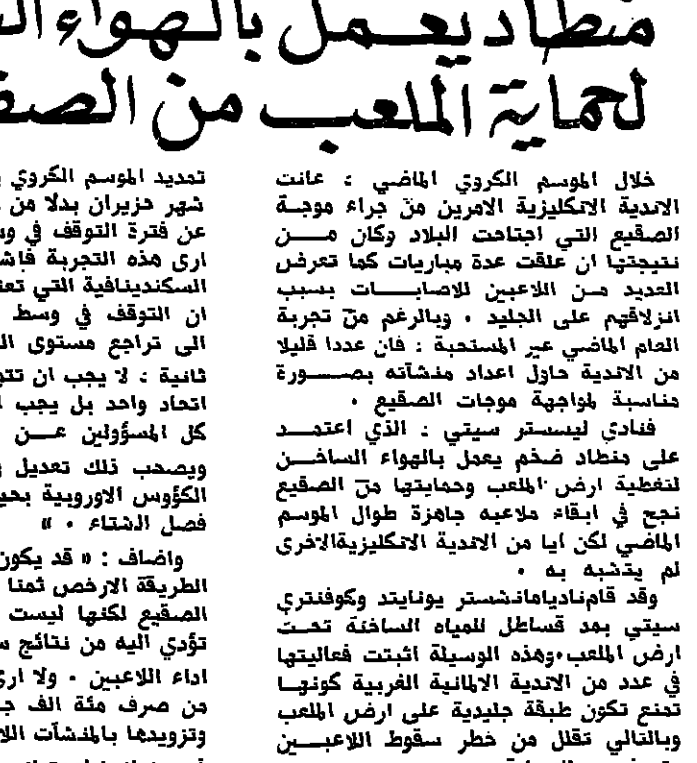 منطاد يعمل بالهواء
لحماية الملعب من
خلال الموسم الكروي الماضي ، عانت
الاندية الانكليزية الامرين من جراء موجة
الصقيع التي اجتاحت البلاد وكان من
نتيجتها ان علقت عدة مباريات كما تعرض
العديد من اللاعبين للاصابات بسبب
انزلاقهم على الجليد . وبالرغم من تجربة
العام الماضي غير المستحبة ، فان عددا قليلا
من الاندية حاول اعداد منشآته بصورة
مناسبة لمواجهة موجات الصقيع .
فنادي ليسستر سيتي ، الذي اعتمد
على منطاد ضخم يعمل بالهواء الساخن
لتغطية ارض الملعب وحمايتها من الصقيع
نجح في ابقاء ملاعبه جاهزة طوال الموسم
الماضي لكن ايا من الاندية الانكليزية الاخرى
لم يتشبه به .
وقد قام ناديا مانشستر يونايتد وكوفنتري
سيتي بمد قساطل للمياه الساخنة تحت
ارض الملعب . وهذه الوسيلة اثبتت فعاليتها
في عدد من الاندية الالمانية الغربية كونها
تمنع تكون طبقة جليدية على ارض الملعب
وبالتالي تقلل من خطر سقوط اللاعبين
تمديد الموسم الكروي
شهر حزيران بدلا من
عن فترة التوقف في
ارى هذه التجربة
السكندينافية التي
ان التوقف في وسط
الى تراجع مستوى
ثانية ، لا يجب ان
اتحاد واحد بل يجب
كل المسؤولين عن
ويصحب ذلك تعديل
الكؤوس الاوروبية
فصل الشتاء . »
واضاف : « قد يكون
الطريقة الارخص ثمنا
الصقيع لكنها ليست
تؤدي اليه من نتائج
اداء اللاعبين . ولا
من صرف مئة الف
وتزويدها بالمنشآت